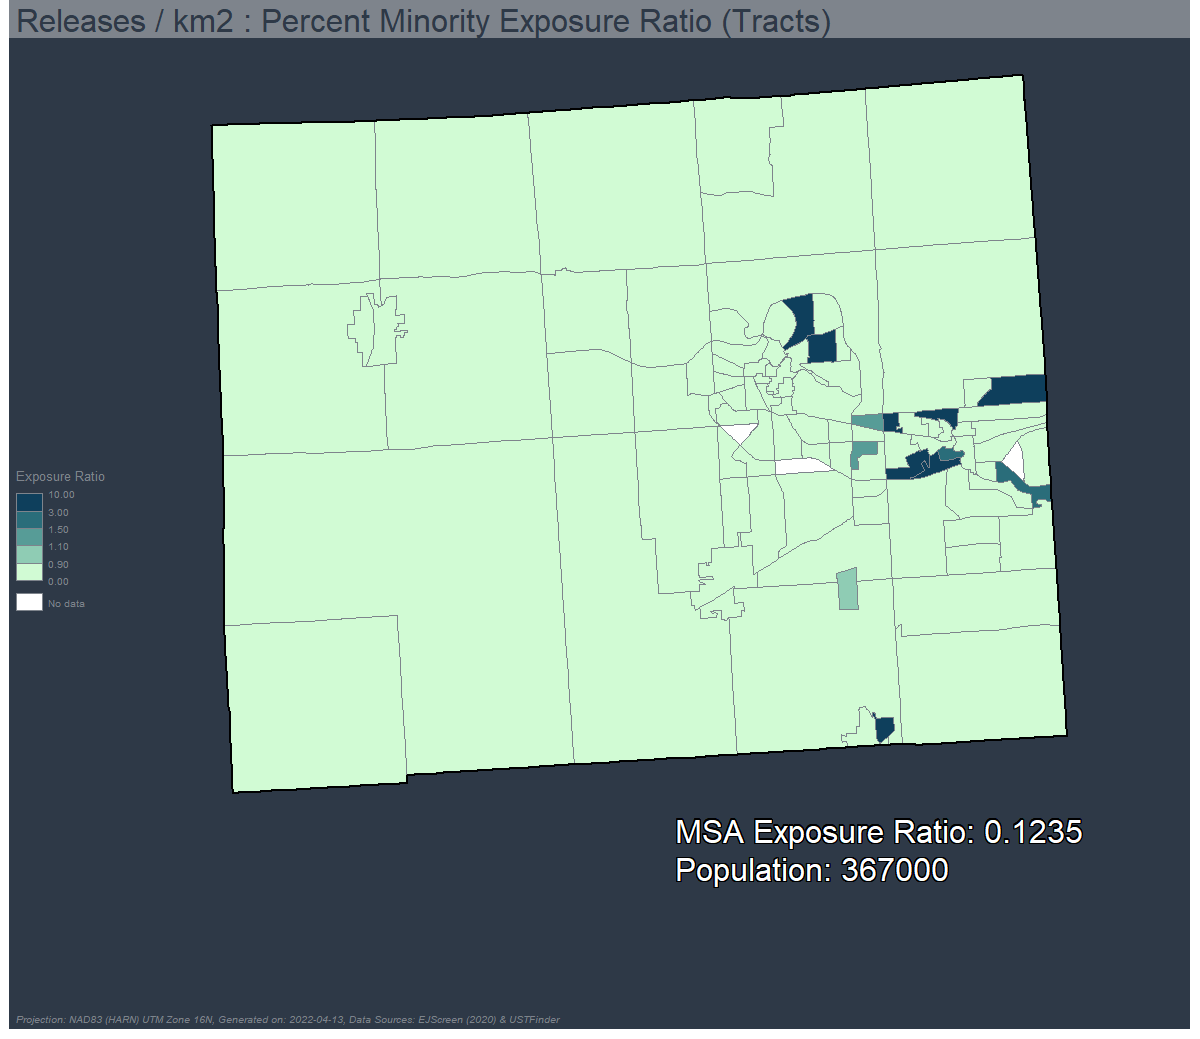 Releases / km2 : Percent Minority Exposure Ratio (Tracts)
Exposure Ratio
10.00
3.00
1.50
1.10
0.90
0.00
No data
MSA Exposure Ratio: 0.1235
Population: 367000
Projection: NAD83 (HARN) UTM Zone 16N, Generated on: 2022-04-13, Data Sources: EJScreen (2020) & USTFinder